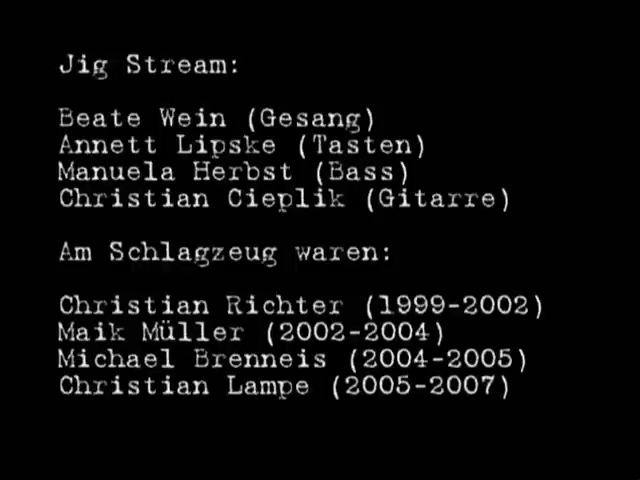 Jig Stream:
Beate Wein (Gesang)
Annett Lipske (Tasten)
Manuela Herbst (Bass)
Christian Cieplik (Gitarre)
Am Schlagzeug waren:
Christian Richter (1999-2002)
Maik Müller (2002-2004)
Michael Brenneis (2004-2005)
Christian Lampe (2005-2007)